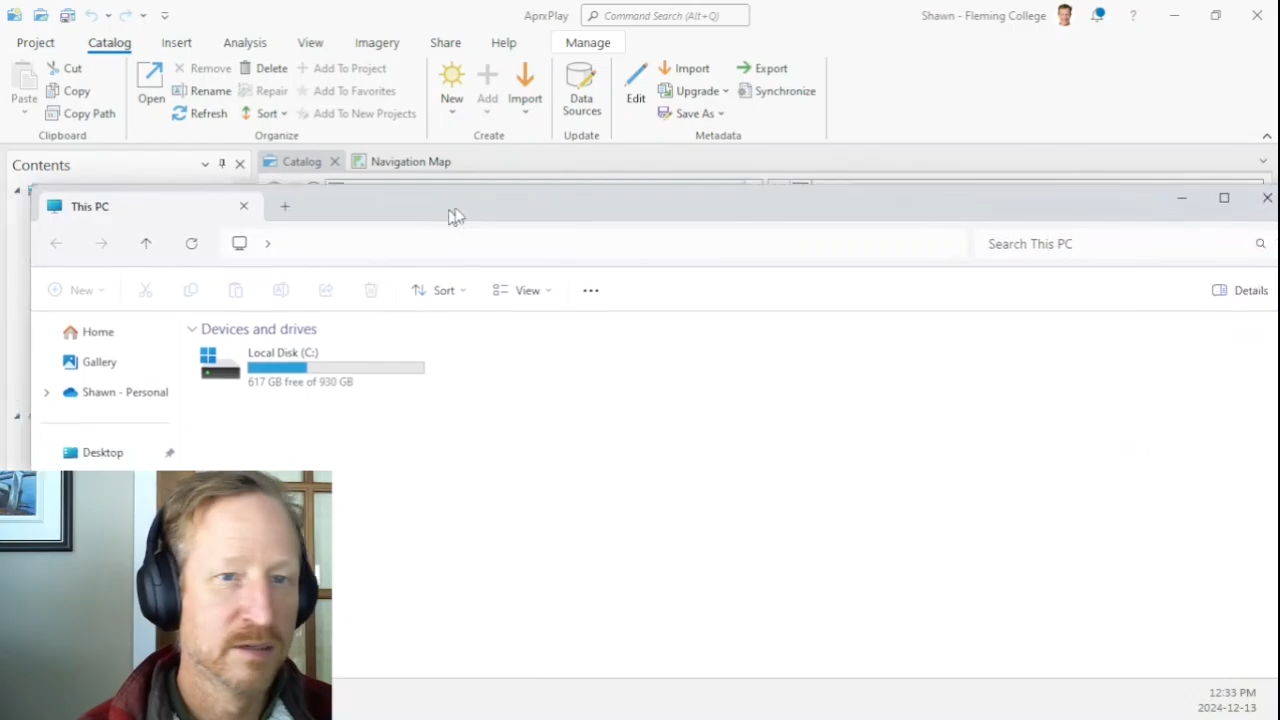 AprxPlay
Command Search (Alt+Q)
Shawn - Fleming College
?
Project Catalog Insert Analysis View Imagery Share Help Manage
Paste
Cut
Copy
Copy Path
Clipboard
Open
Remove Delete Add To Project
Rename Repair Add To Favorites
Refresh Sort Add To New Projects
Organize
New Add Import
Create
Data
Sources
Update
Edit
Import Export
Upgrade Synchronize
Save As
Metadata
Contents
Catalog
Navigation Map
This PC
Search This PC
New
Sort
View
Details
Home
Gallery
Shawn - Personal
Desktop
Devices and drives
Local Disk (C:)
617 GB free of 930 GB
12:33 PM
2024-12-13